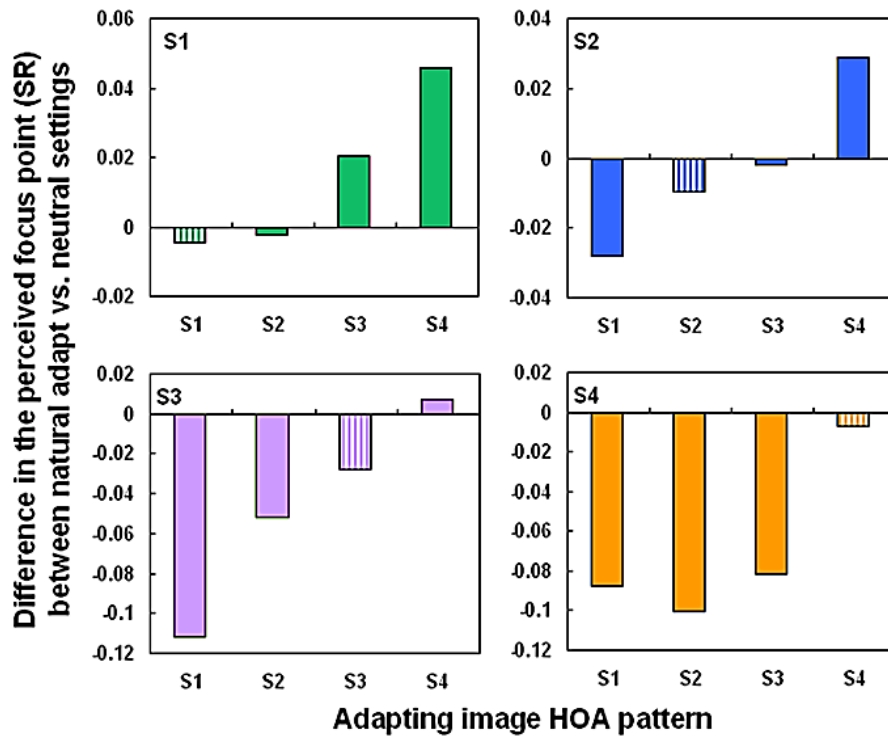 Difference in the perceived focus point (SR)
between natural adapt vs. neutral settings
S1
0.06
0.04
0.02
0
-0.02
S1 S2 S3 S4
S2
0.04
0.02
0
-0.02
-0.04
S1 S2 S3 S4
S3
0.02
0
-0.02
-0.04
-0.06
-0.08
-0.1
-0.12
S1 S2 S3 S4
S4
0.02
0
-0.02
-0.04
-0.06
-0.08
-0.1
-0.12
S1 S2 S3 S4
Adapting image HOA pattern